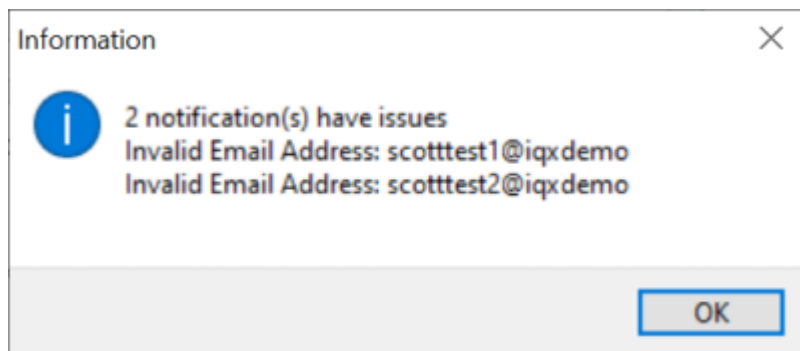 Information
2 notification(s) have issues
Invalid Email Address: scotttest1@iqxdemo
Invalid Email Address: scotttest2@iqxdemo
OK